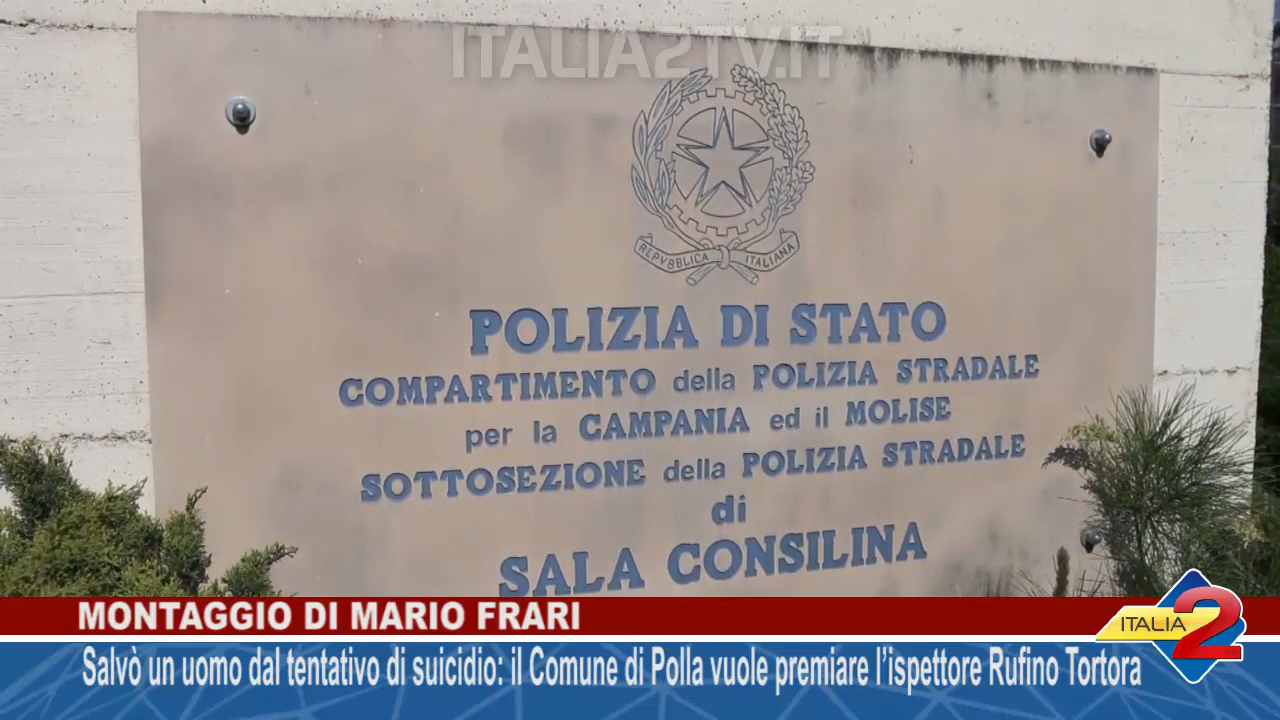 ITALIA2TV.IT
REPVBBLICA ITALIANA
POLIZIA DI STATO
COMPARTIMENTO della POLIZIA STRADALE
per la CAMPANIA ed il MOLISE
SOTTOSEZIONE della POLIZIA STRADALE
di
SALA CONSILINA
MONTAGGIO DI MARIO FRARI
ITALIA 2
Salvò un uomo dal tentativo di suicidio: il Comune di Polla vuole premiare l’ispettore Rufino Tortora